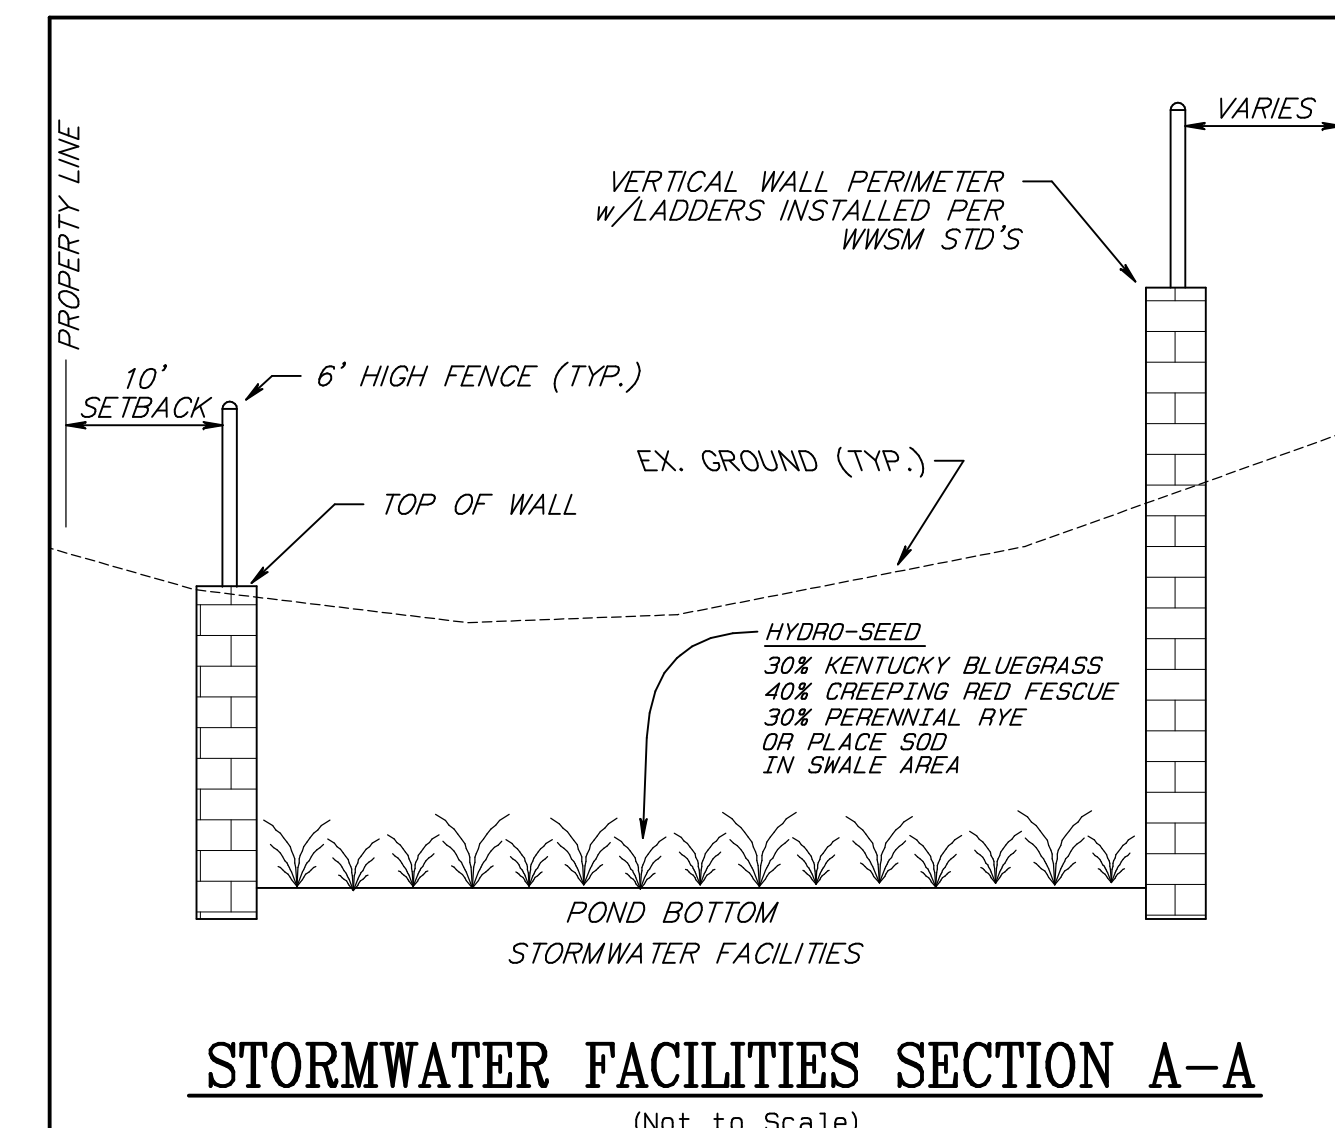 VARIES
PROPERTY LINE
VERTICAL WALL PERIMETER
w/LADDERS INSTALLED PER
WWSM STD'S
10'
SETBACK
6' HIGH FENCE (TYP.)
EX. GROUND (TYP.)
TOP OF WALL
HYDRO-SEED
30% KENTUCKY BLUEGRASS
40% CREEPING RED FESCUE
30% PERENNIAL RYE
OR PLACE SOD
IN SWALE AREA
POND BOTTOM
STORMWATER FACILITIES
STORMWATER FACILITIES SECTION A-A
(Not to Scale)